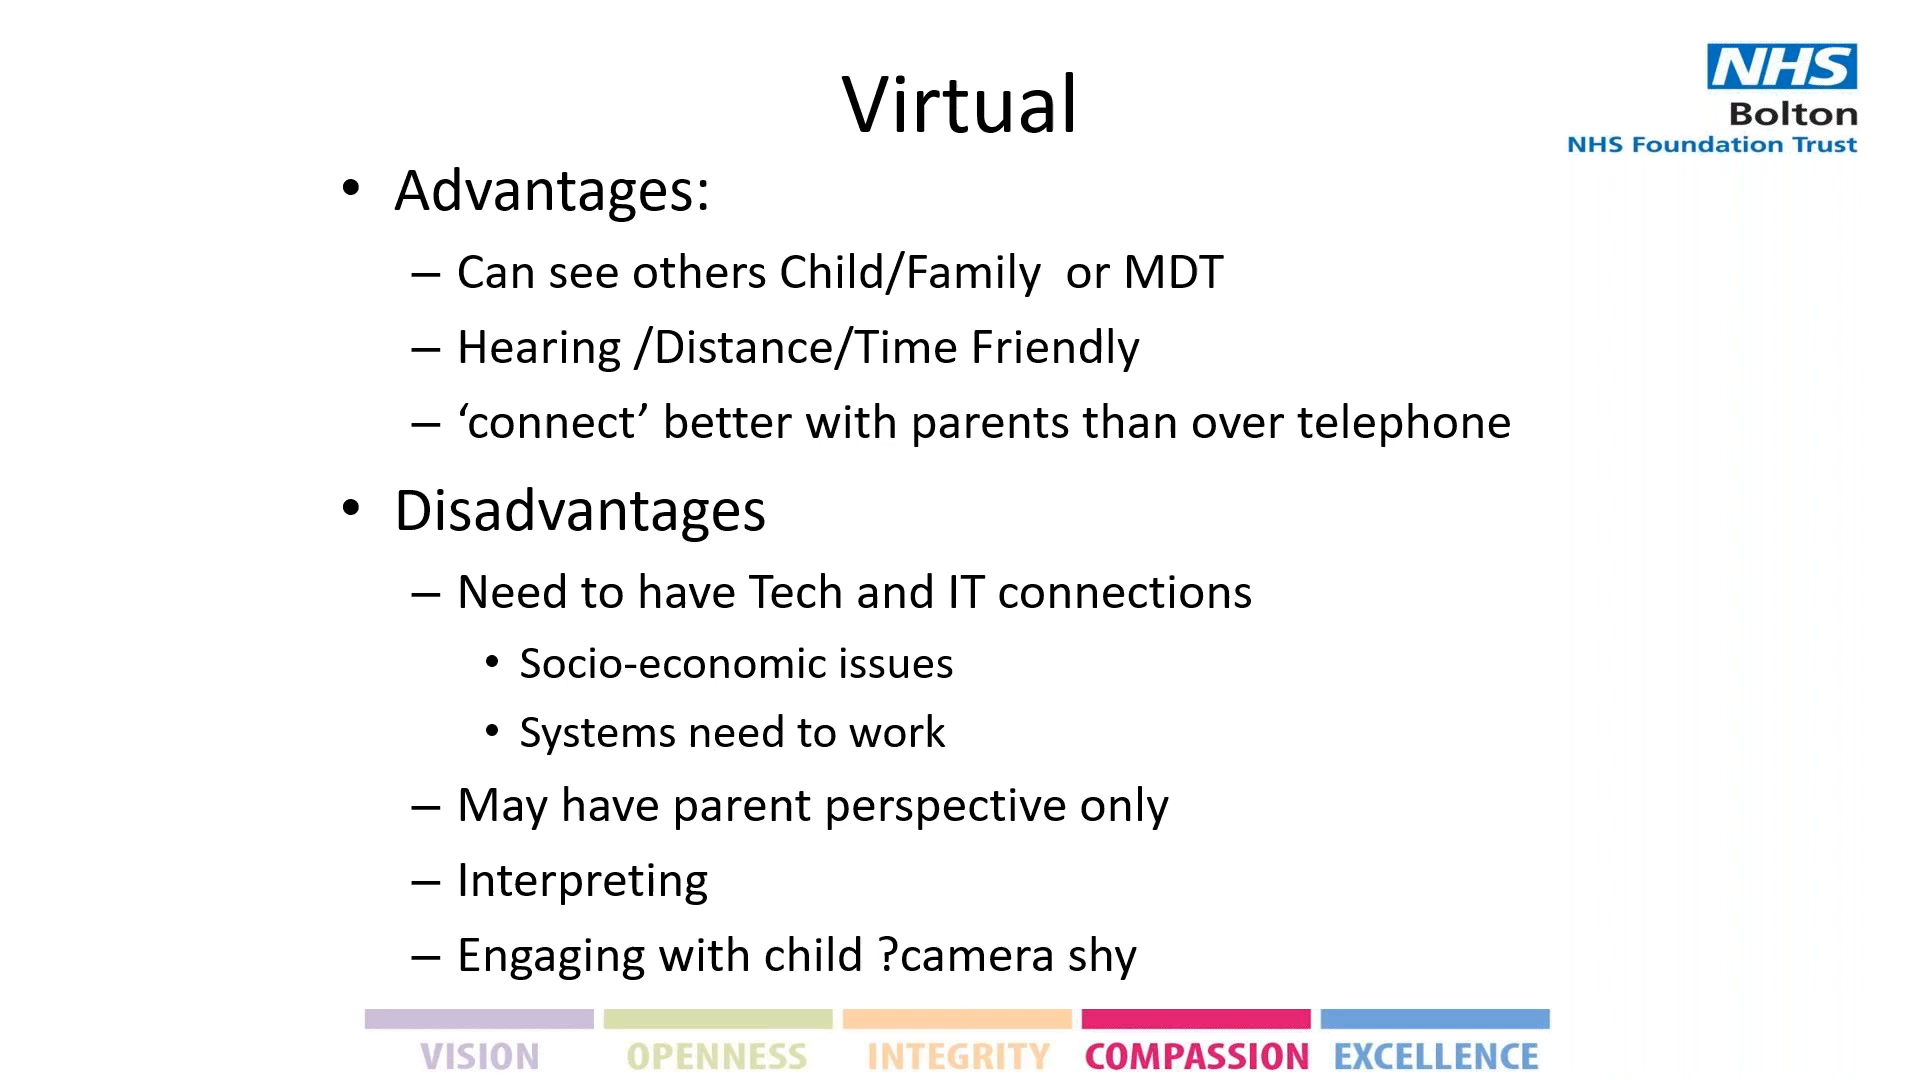 Virtual
NHS
Bolton
NHS Foundation Trust
• Advantages:
– Can see others Child/Family  or MDT
– Hearing /Distance/Time Friendly
– ‘connect’ better with parents than over telephone
• Disadvantages
– Need to have Tech and IT connections
• Socio-economic issues
• Systems need to work
– May have parent perspective only
– Interpreting
– Engaging with child ?camera shy
VISION OPENNESS INTEGRITY COMPASSION EXCELLENCE